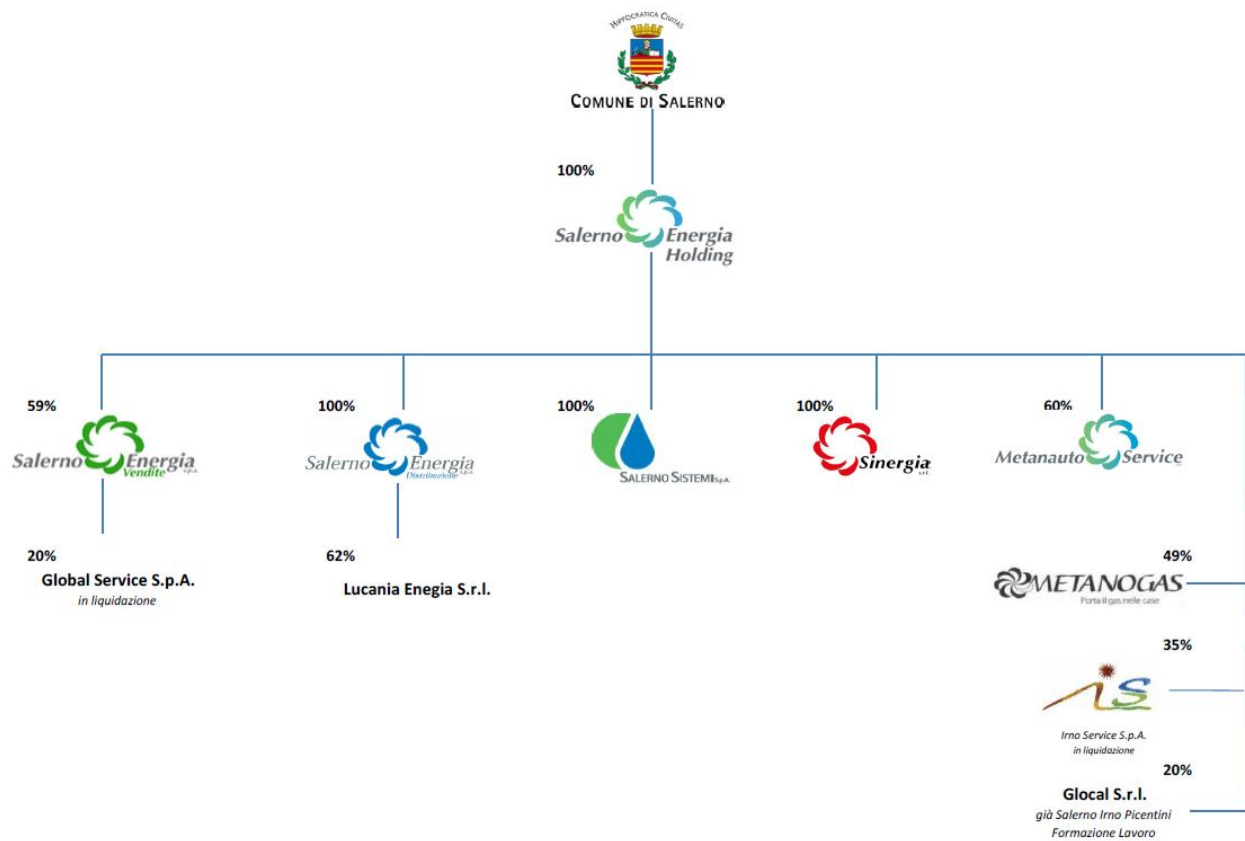 HIPPOCRATICA CIVITAS
COMUNE DI SALERNO
100%
Salerno Energia
Holding
59%
100%
100%
100%
60%
Salerno Energia s.p.a.
Vendite
Salerno Energia s.p.a.
Distribuzione
SALERNO SISTEMI S.p.A.
Sinergia
s.r.l.
Metanauto Service
20%
Global Service S.p.A.
in liquidazione
62%
Lucania Enegia S.r.l.
49%
METANOGAS
Porta il gas nelle case
35%
is
Irno Service S.p.A.
in liquidazione
20%
Glocal S.r.l.
già Salerno Irno Picentini
Formazione Lavoro